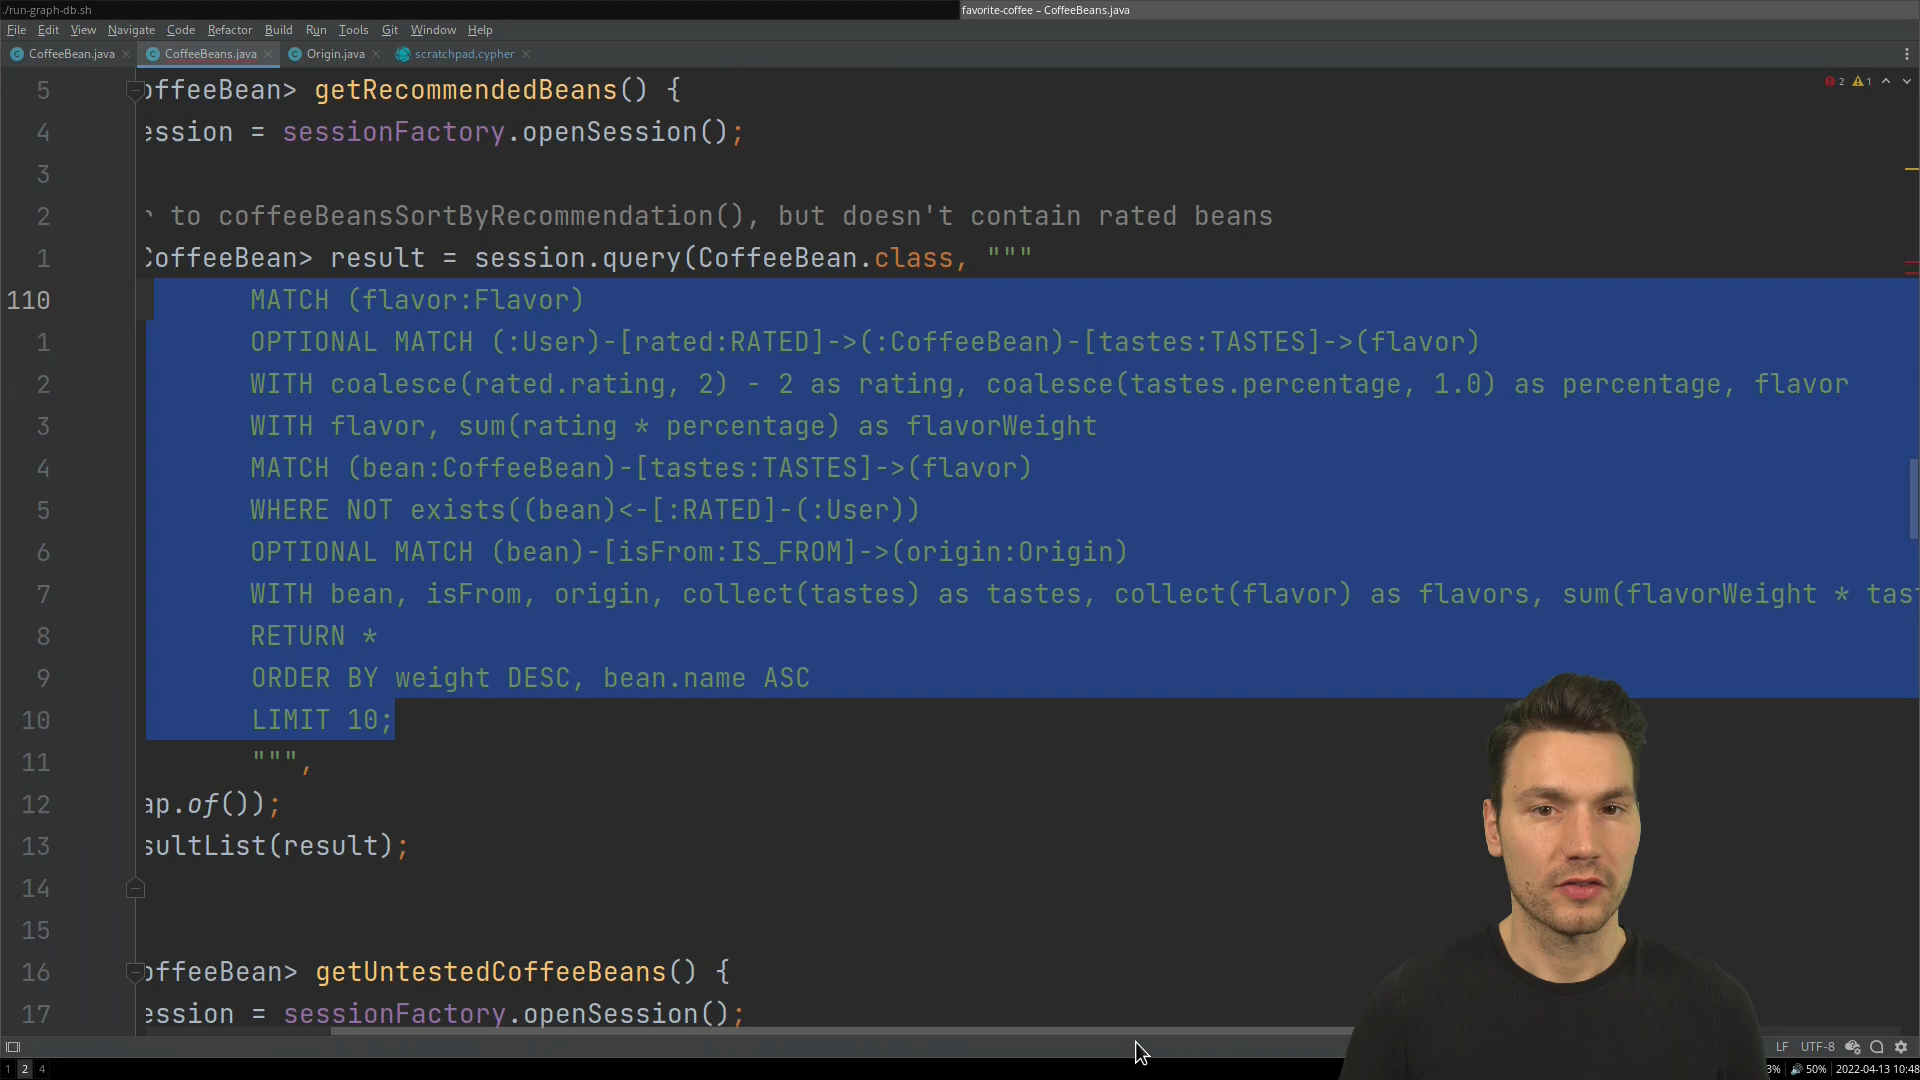 ./run-graph-db.sh
favorite-coffee – CoffeeBeans.java
File Edit View Navigate Code Refactor Build Run Tools Git Window Help
CoffeeBean.java CoffeeBeans.java Origin.java scratchpad.cypher
5 offeeBean> getRecommendedBeans() { 2 1
4 ession = sessionFactory.openSession();
3
2 r to coffeeBeansSortByRecommendation(), but doesn't contain rated beans
1 CoffeeBean> result = session.query(CoffeeBean.class, """
110 MATCH (flavor:Flavor)
1 OPTIONAL MATCH (:User)-[rated:RATED]->(:CoffeeBean)-[tastes:TASTES]->(flavor)
2 WITH coalesce(rated.rating, 2) - 2 as rating, coalesce(tastes.percentage, 1.0) as percentage, flavor
3 WITH flavor, sum(rating * percentage) as flavorWeight
4 MATCH (bean:CoffeeBean)-[tastes:TASTES]->(flavor)
5 WHERE NOT exists((bean)<-[:RATED]-(:User))
6 OPTIONAL MATCH (bean)-[isFrom:IS_FROM]->(origin:Origin)
7 WITH bean, isFrom, origin, collect(tastes) as tastes, collect(flavor) as flavors, sum(flavorWeight * tas
8 RETURN *
9 ORDER BY weight DESC, bean.name ASC
10 LIMIT 10;
11 """,
12 ap.of());
13 sultList(result);
14
15
16 offeeBean> getUntestedCoffeeBeans() {
17 ession = sessionFactory.openSession();
LF UTF-8
1 2 4 3% 50% 2022-04-13 10:48